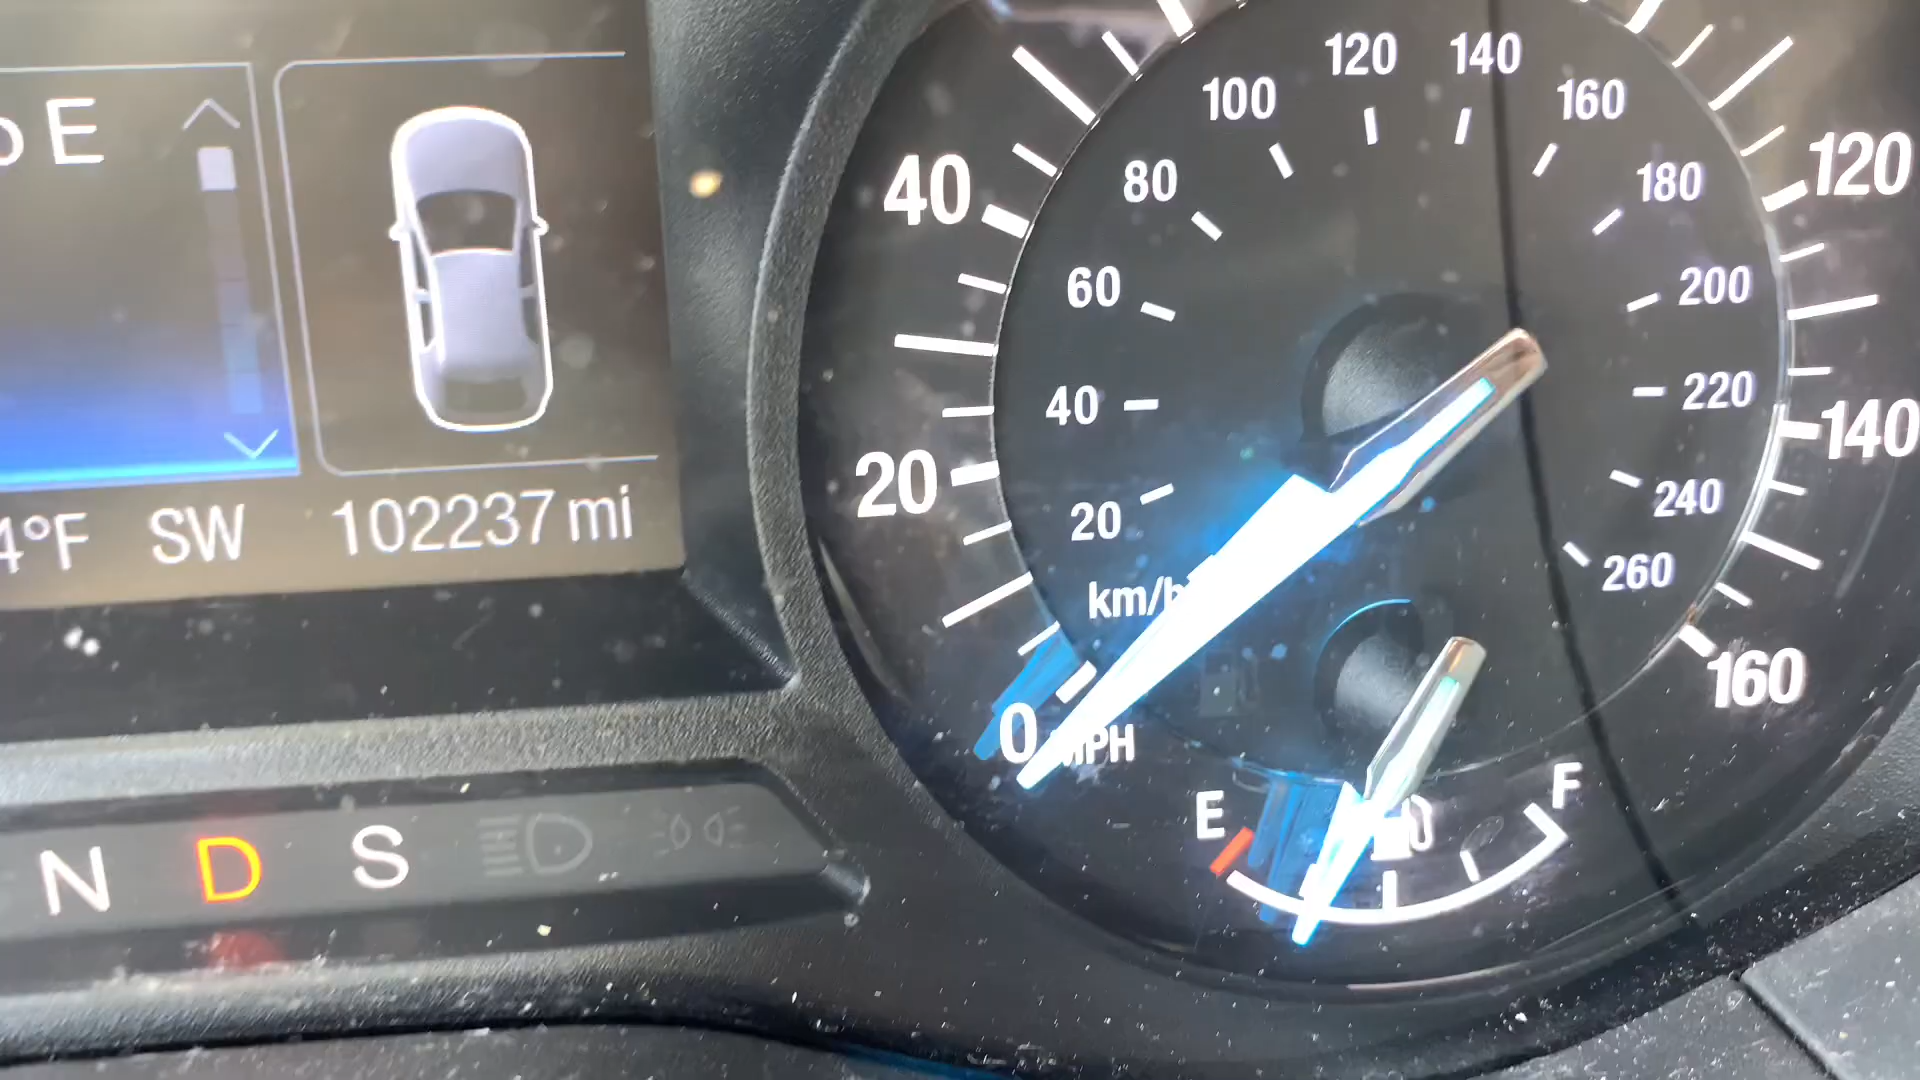 E
4°F SW 102237 mi
N D S
0 20 40 120 140 160
MPH
20 40 60 80 100 120 140 160 180 200 220 240 260
km/h
E F